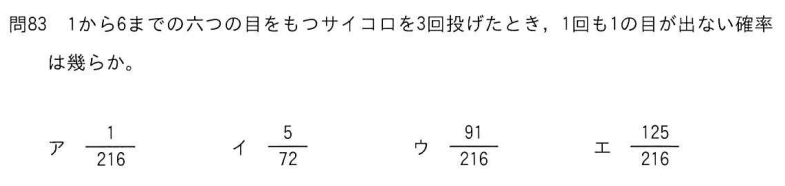 問83　1から6までの六つの目をもつサイコロを3回投げたとき，1回も1の目が出ない確率
は幾らか。
ア　1/216　イ　5/72　ウ　91/216　エ　125/216